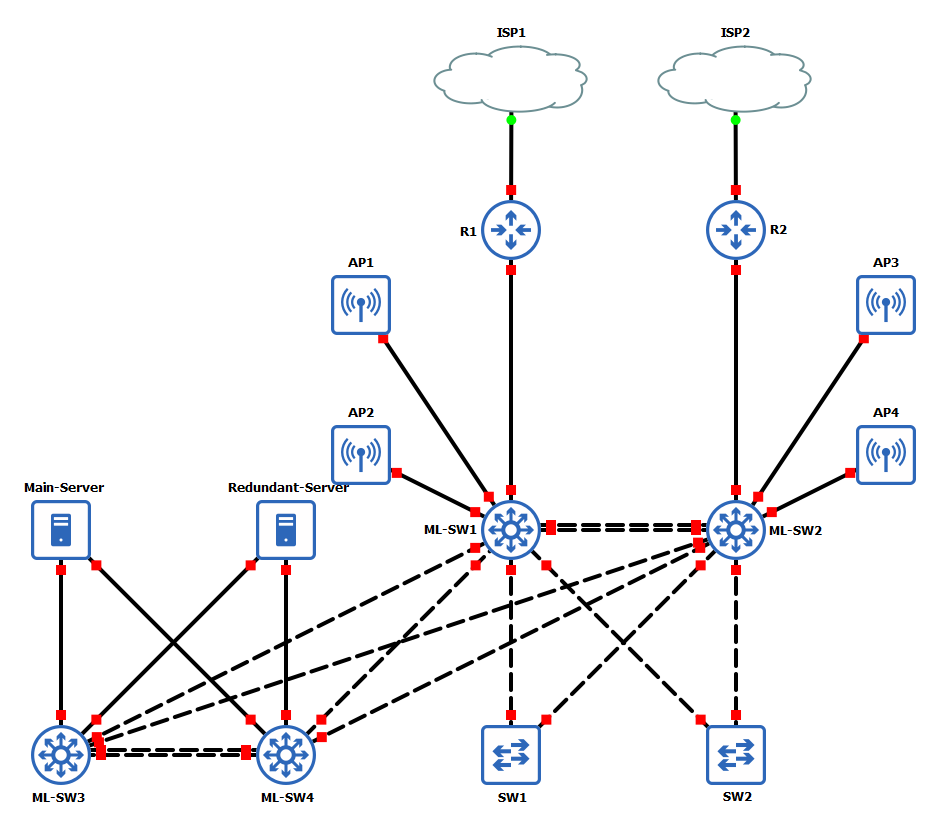 ISP1
ISP2
R1
R2
AP1
AP3
AP2
AP4
Main-Server
Redundant-Server
ML-SW1
ML-SW2
ML-SW3
ML-SW4
SW1
SW2